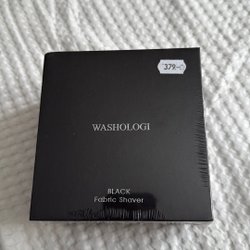 379.-
WASHOLOGI
BLACK
Fabric Shaver